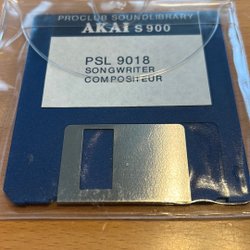 PROCLUB SOUNDLIBRARY
AKAI S900
PSL 9018
SONGWRITER
COMPOSITEUR